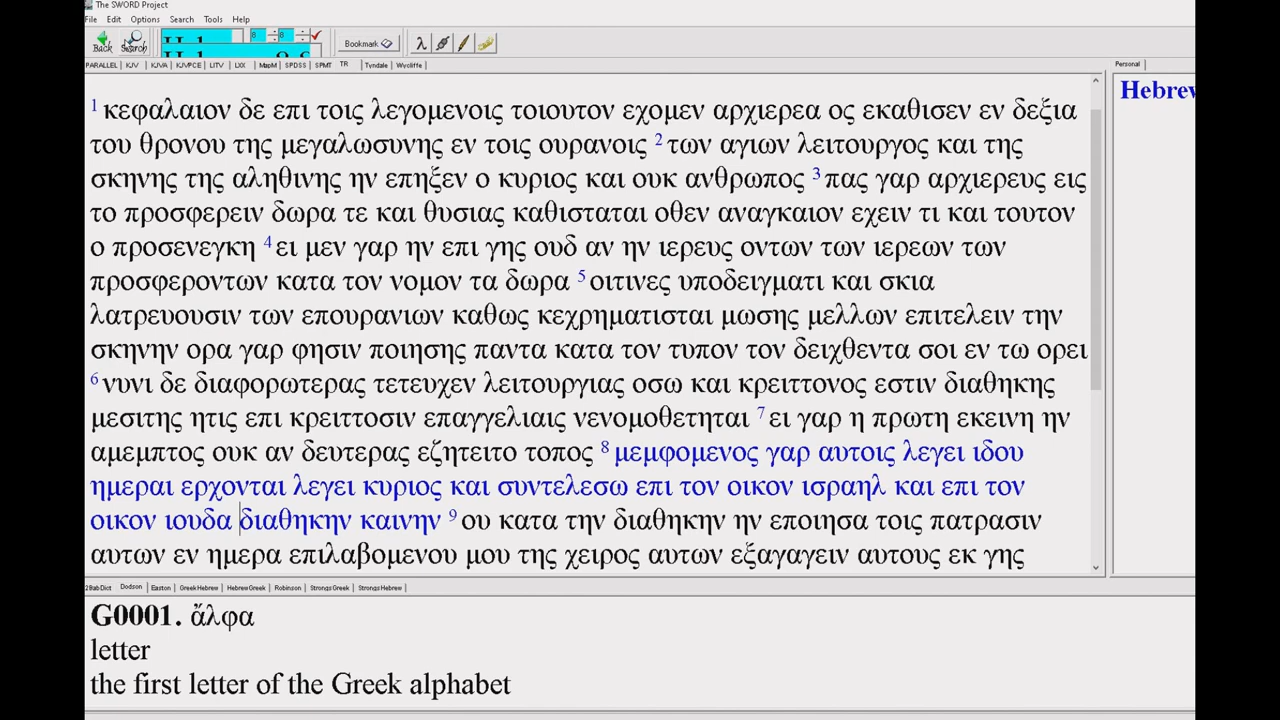 The SWORD Project
File Edit Options Search Tools Help
Back Search 8 8 Bookmark λ
PARALLEL KJV KJVA KJVPCE LITV LXX MapM SPDSS SPMT TR Tyndale Wycliffe
Personal
Hebrew
1 κεφαλαιον δε επι τοις λεγομενοις τοιουτον εχομεν αρχιερεα ος εκαθισεν εν δεξια
του θρονου της μεγαλωσυνης εν τοις ουρανοις 2 των αγιων λειτουργος και της
σκηνης της αληθινης ην επηξεν ο κυριος και ουκ ανθρωπος 3 πας γαρ αρχιερευς εις
το προσφερειν δωρα τε και θυσιας καθισταται οθεν αναγκαιον εχειν τι και τουτον
ο προσενεγκη 4 ει μεν γαρ ην επι γης ουδ αν ην ιερευς οντων των ιερεων των
προσφεροντων κατα τον νομον τα δωρα 5 οιτινες υποδειγματι και σκια
λατρευουσιν των επουρανιων καθως κεχρηματισται μωσης μελλων επιτελειν την
σκηνην ορα γαρ φησιν ποιησης παντα κατα τον τυπον τον δειχθεντα σοι εν τω ορει
6 νυνι δε διαφορωτερας τετευχεν λειτουργιας οσω και κρειττονος εστιν διαθηκης
μεσιτης ητις επι κρειττοσιν επαγγελιαις νενομοθετηται 7 ει γαρ η πρωτη εκεινη ην
αμεμπτος ουκ αν δευτερας εζητειτο τοπος 8 μεμφομενος γαρ αυτοις λεγει ιδου
ημεραι ερχονται λεγει κυριος και συντελεσω επι τον οικον ισραηλ και επι τον
οικον ιουδα διαθηκην καινην 9 ου κατα την διαθηκην ην εποιησα τοις πατρασιν
αυτων εν ημερα επιλαβομενου μου της χειρος αυτων εξαγαγειν αυτους εκ γης
2BabDict Dodson Easton GreekHebrew HebrewGreek Robinson StrongsGreek StrongsHebrew
G0001. ἄλφα
letter
the first letter of the Greek alphabet